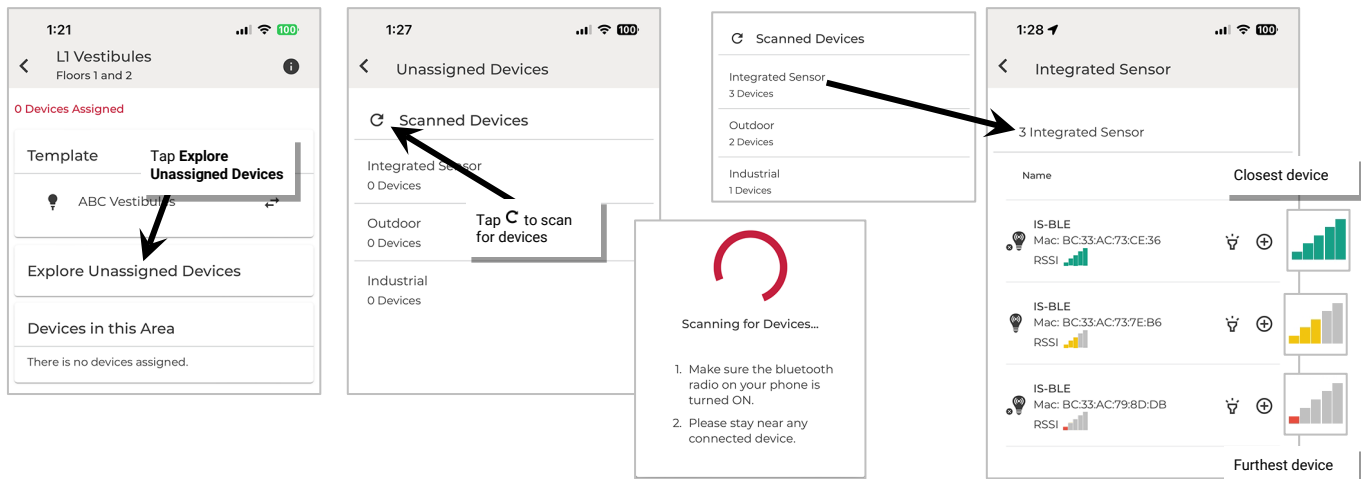 1:21
100
L1 Vestibules
Floors 1 and 2
0 Devices Assigned
Template
Tap Explore
Unassigned Devices
ABC Vestibules
Explore Unassigned Devices
Devices in this Area
There is no devices assigned.
1:27
100
Unassigned Devices
Scanned Devices
Integrated Sensor
0 Devices
Outdoor
0 Devices
Industrial
0 Devices
Tap C to scan
for devices
Scanned Devices
Integrated Sensor
3 Devices
Outdoor
2 Devices
Industrial
1 Devices
Scanning for Devices...
1. Make sure the bluetooth
radio on your phone is
turned ON.
2. Please stay near any
connected device.
1:28
100
Integrated Sensor
3 Integrated Sensor
Name
Closest device
IS-BLE
Mac: BC:33:AC:73:CE:36
RSSI
IS-BLE
Mac: BC:33:AC:73:7E:B6
RSSI
IS-BLE
Mac: BC:33:AC:79:8D:DB
RSSI
Furthest device